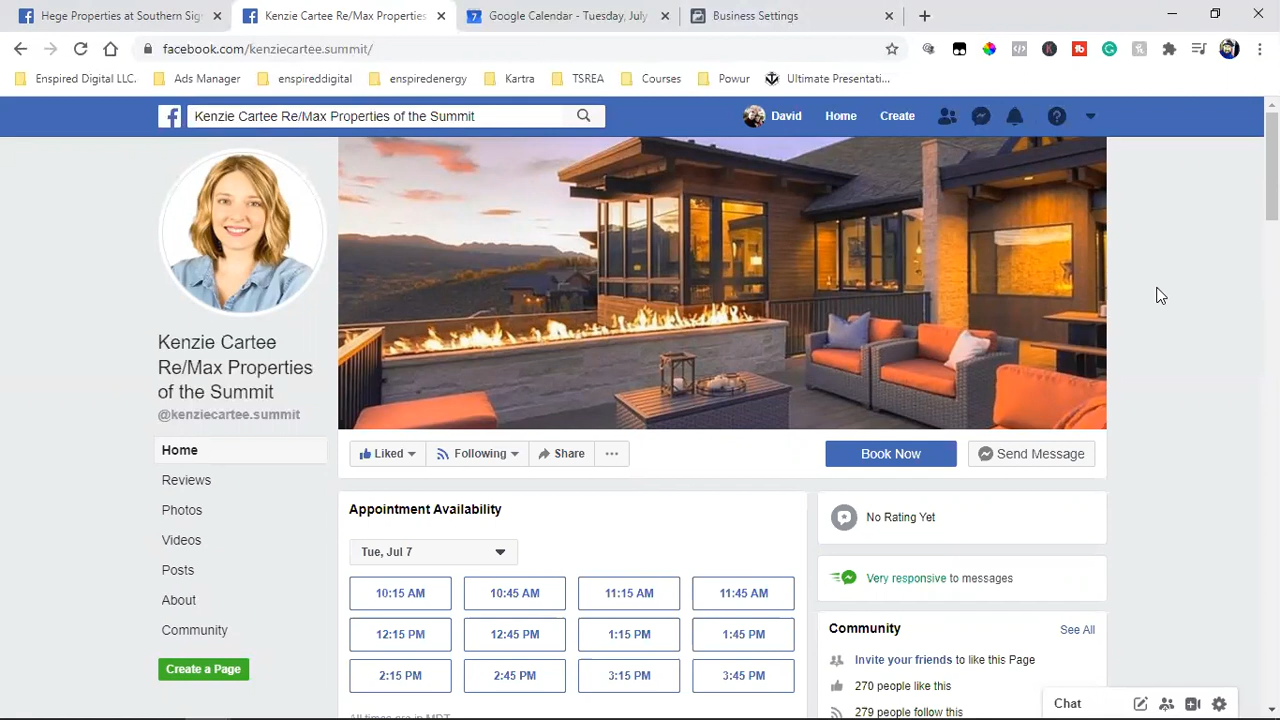 Hege Properties at Southern Sig
Kenzie Cartee Re/Max Properties
Google Calendar - Tuesday, July
Business Settings
facebook.com/kenziecartee.summit/
Enspired Digital LLC.
Ads Manager
enspireddigital
enspiredenergy
Kartra
TSREA
Courses
Powur
Ultimate Presentati...
Kenzie Cartee Re/Max Properties of the Summit
David
Home
Create
Kenzie Cartee
Re/Max Properties
of the Summit
@kenziecartee.summit
Home
Reviews
Photos
Videos
Posts
About
Community
Create a Page
Liked
Following
Share
Book Now
Send Message
Appointment Availability
Tue, Jul 7
10:15 AM 10:45 AM 11:15 AM 11:45 AM
12:15 PM 12:45 PM 1:15 PM 1:45 PM
2:15 PM 2:45 PM 3:15 PM 3:45 PM
All times are in MDT
No Rating Yet
Very responsive to messages
Community See All
Invite your friends to like this Page
270 people like this
279 people follow this
Chat